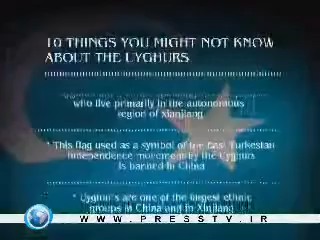 10 THINGS YOU MIGHT NOT KNOW
ABOUT THE UYGHURS
who live primarily in the autonomous
region of Xianjiang
* This flag used as a symbol of the East Turkestan
independence movement by the Uyghurs
is banned in China
* Uyghurs are one of the largest ethnic
groups in China and in Xinjiang
WWW.PRESSTV.IR